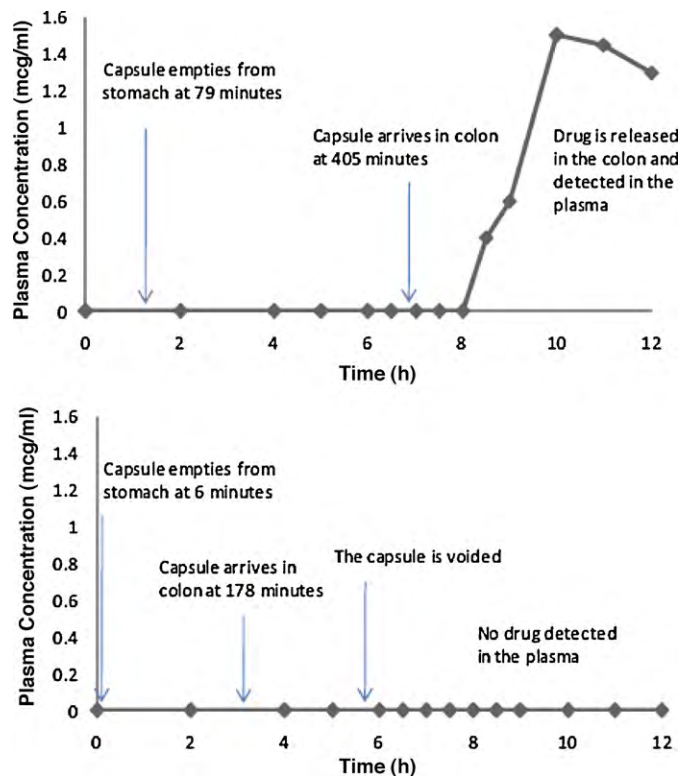 1.6
1.4
1.2
1
0.8
0.6
0.4
0.2
0
Plasma Concentration (mcg/ml)
Capsule empties from
stomach at 79 minutes
Capsule arrives in colon
at 405 minutes
Drug is released
in the colon and
detected in the
plasma
0 2 4 6 8 10 12
Time (h)
1.6
1.4
1.2
1
0.8
0.6
0.4
0.2
0
Plasma Concentration (mcg/ml)
Capsule empties from
stomach at 6 minutes
Capsule arrives in
colon at 178 minutes
The capsule is voided
No drug detected
in the plasma
0 2 4 6 8 10 12
Time (h)